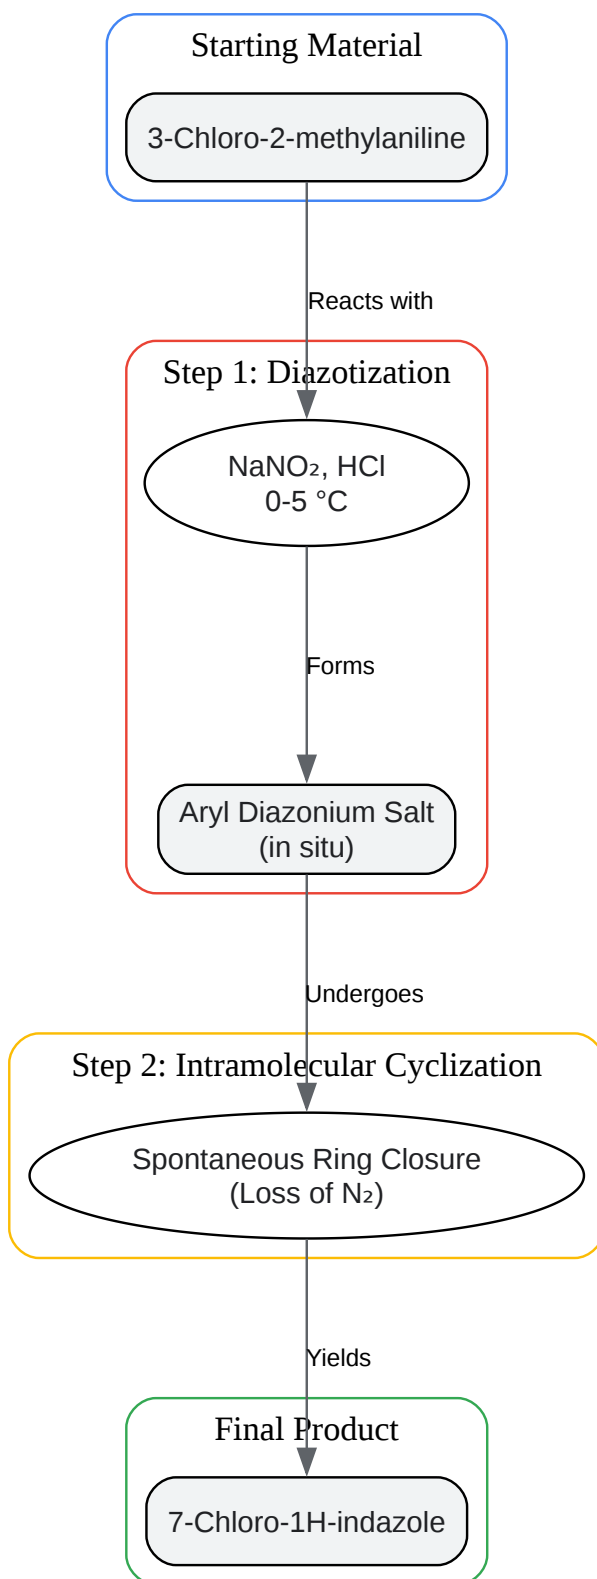 Starting Material
3-Chloro-2-methylaniline
Reacts with
Step 1: Diazotization
NaNO₂, HCl
0-5 °C
Forms
Aryl Diazonium Salt
(in situ)
Undergoes
Step 2: Intramolecular Cyclization
Spontaneous Ring Closure
(Loss of N₂)
Yields
Final Product
7-Chloro-1H-indazole